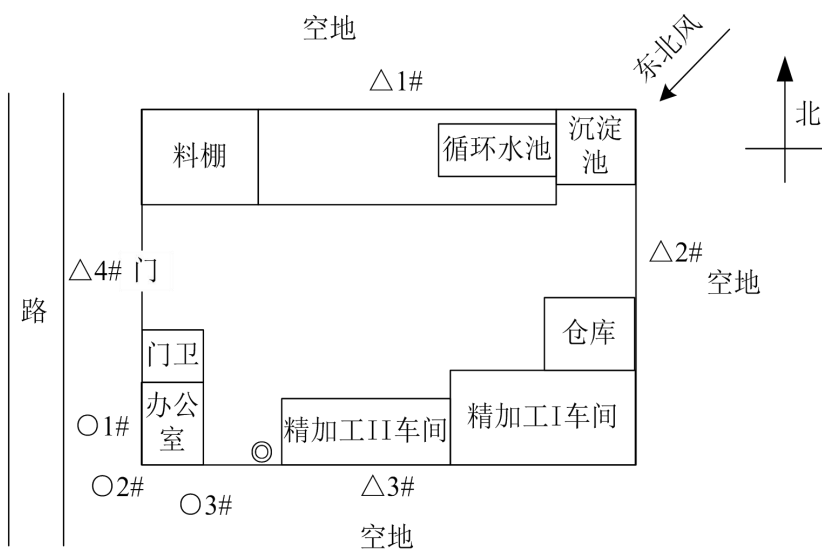 空地
东北风
△1#
北
料棚
循环水池
沉淀
池
△4# 门
△2#
空地
路
仓库
门卫
办公
室
精加工II车间
精加工I车间
○1#
○2#
○3#
△3#
空地